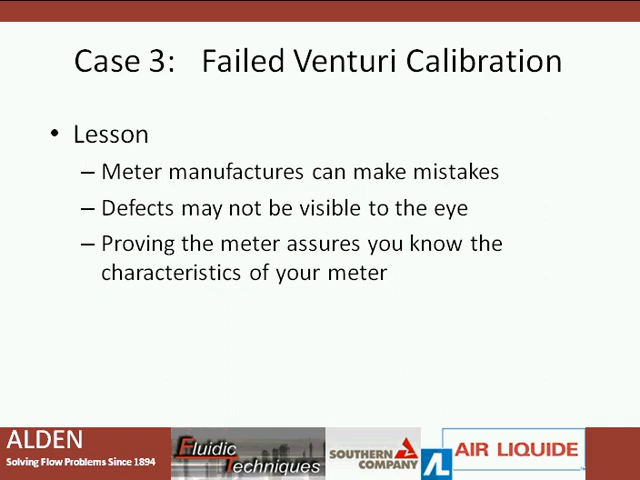 Case 3: Failed Venturi Calibration
• Lesson
– Meter manufactures can make mistakes
– Defects may not be visible to the eye
– Proving the meter assures you know the
characteristics of your meter
ALDEN
Solving Flow Problems Since 1894
Fluidic
Techniques
SOUTHERN
COMPANY
AL AIR LIQUIDE